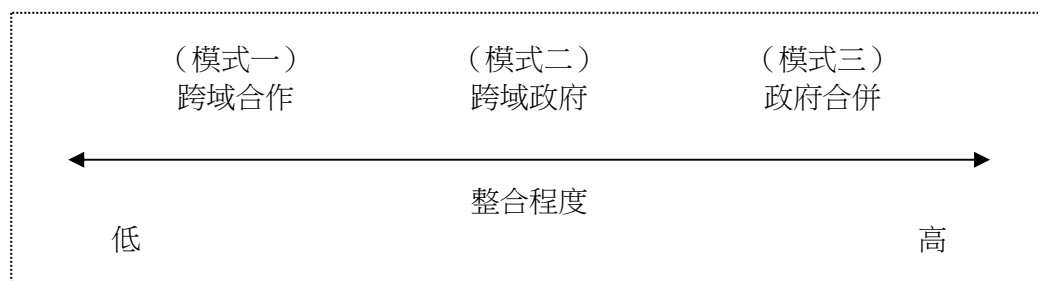 （模式一） （模式二） （模式三）
跨域合作 跨域政府 政府合併
整合程度
低 高